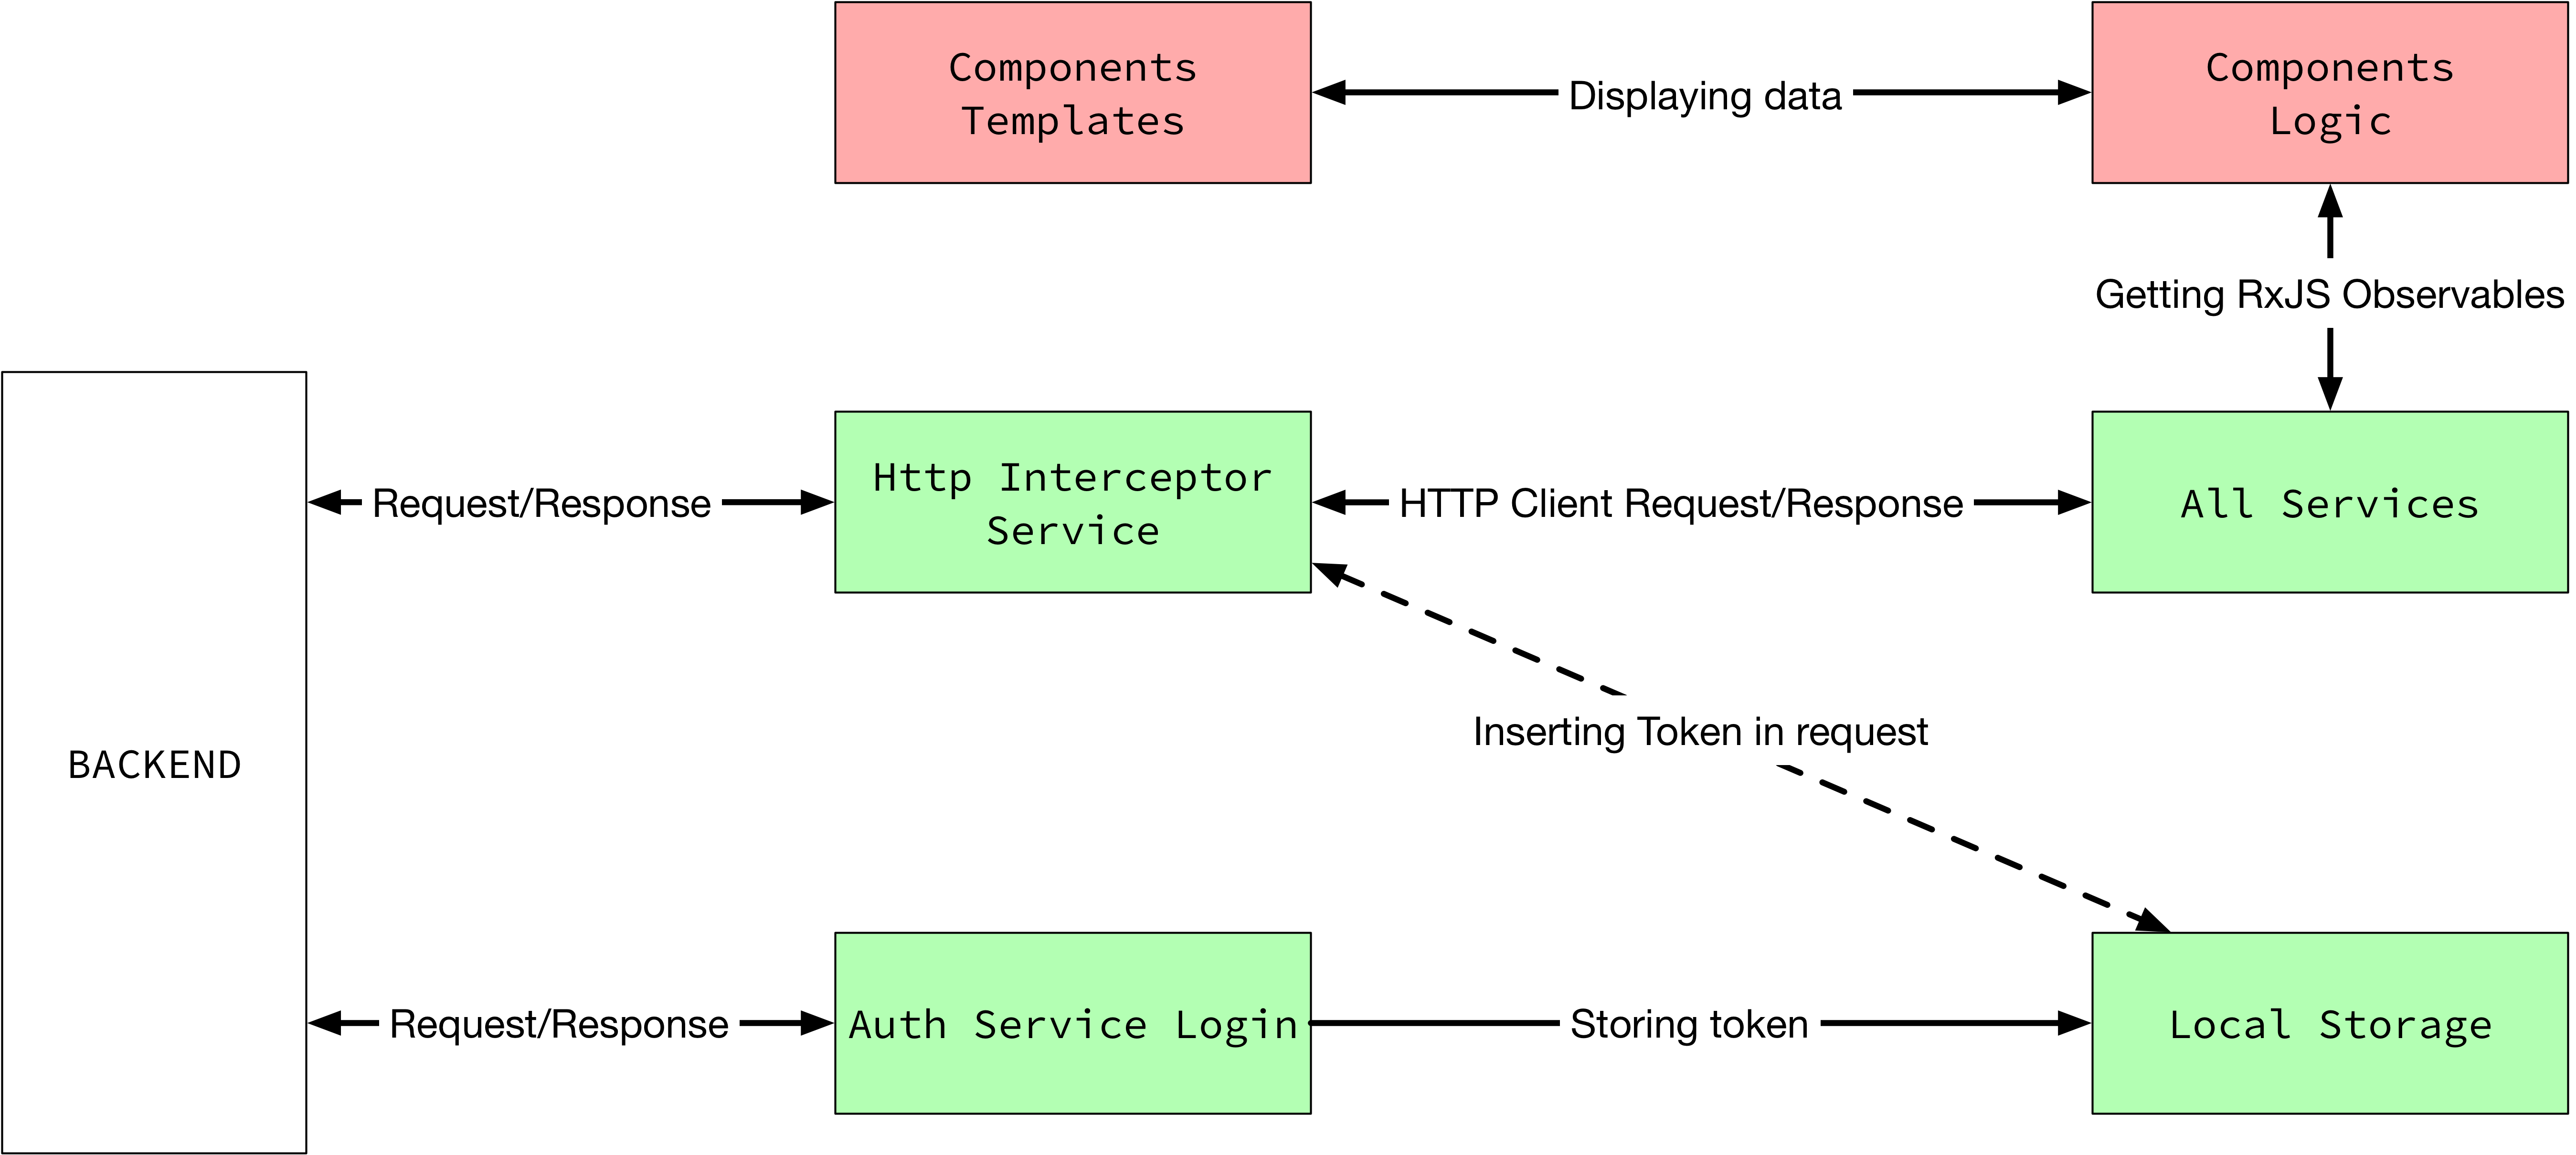 Components
Templates
Displaying data
Components
Logic
Getting RxJS Observables
BACKEND
Request/Response
Http Interceptor
Service
HTTP Client Request/Response
All Services
Inserting Token in request
Request/Response
Auth Service Login
Storing token
Local Storage